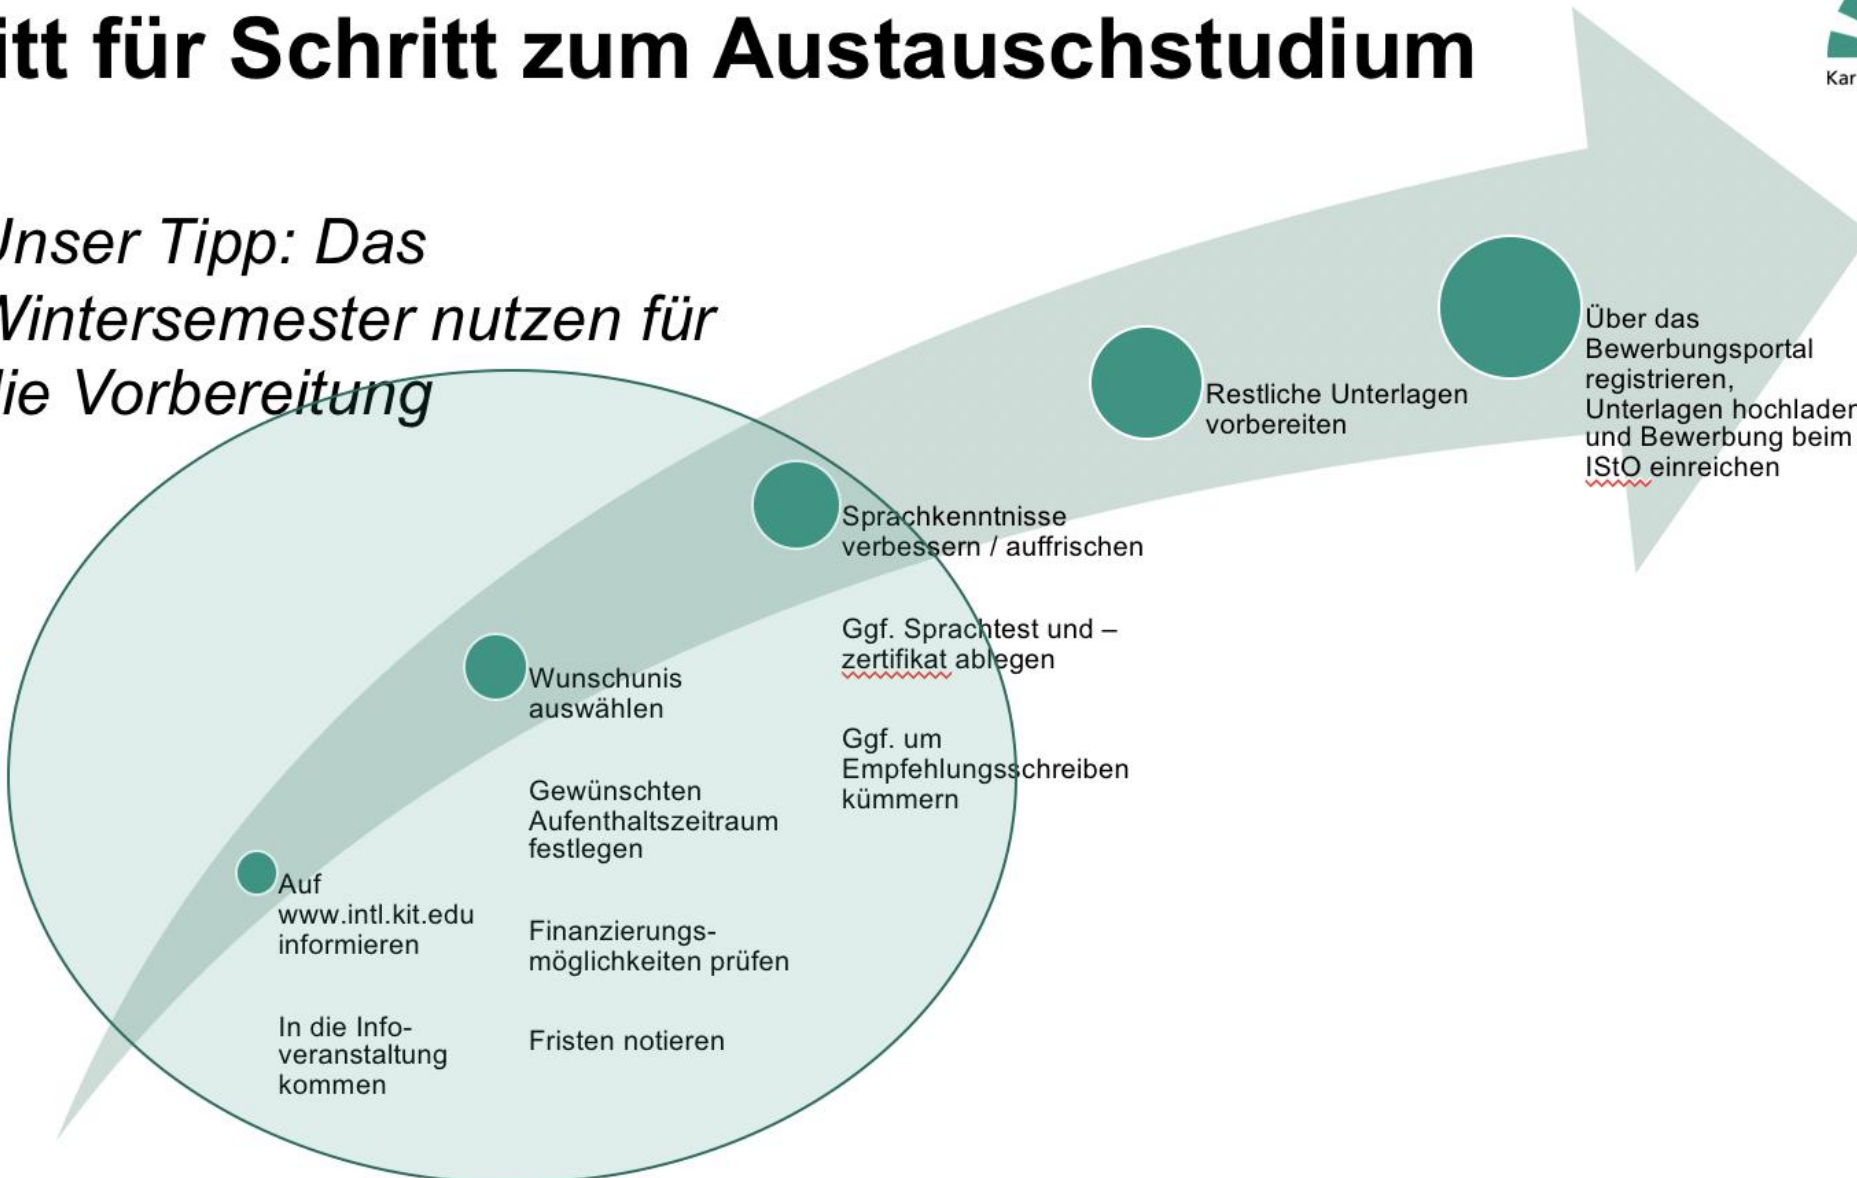 itt für Schritt zum Austauschstudium
Kar
Unser Tipp: Das
Wintersemester nutzen für
die Vorbereitung
Auf
www.intl.kit.edu
informieren
In die Info-
veranstaltung
kommen
Wunschunis
auswählen
Gewünschten
Aufenthaltszeitraum
festlegen
Finanzierungs-
möglichkeiten prüfen
Fristen notieren
Sprachkenntnisse
verbessern / auffrischen
Ggf. Sprachtest und –
zertifikat ablegen
Ggf. um
Empfehlungsschreiben
kümmern
Restliche Unterlagen
vorbereiten
Über das
Bewerbungsportal
registrieren,
Unterlagen hochladen
und Bewerbung beim
IStO einreichen